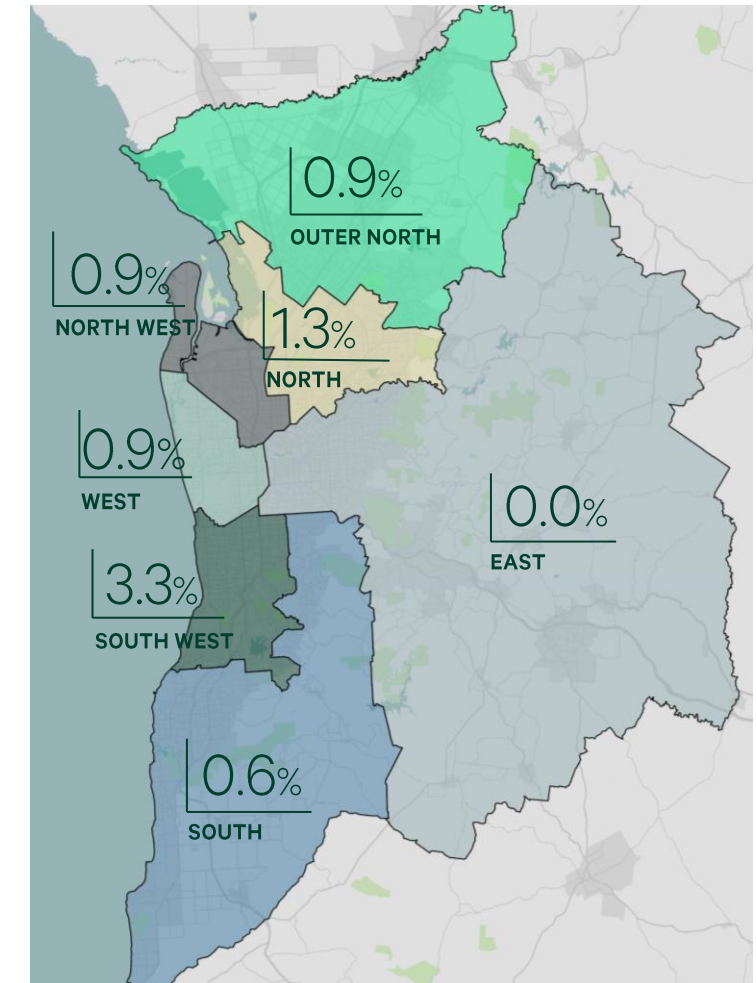 0.9%
OUTER NORTH
0.9%
NORTH WEST
1.3%
NORTH
0.9%
WEST
0.0%
EAST
3.3%
SOUTH WEST
0.6%
SOUTH